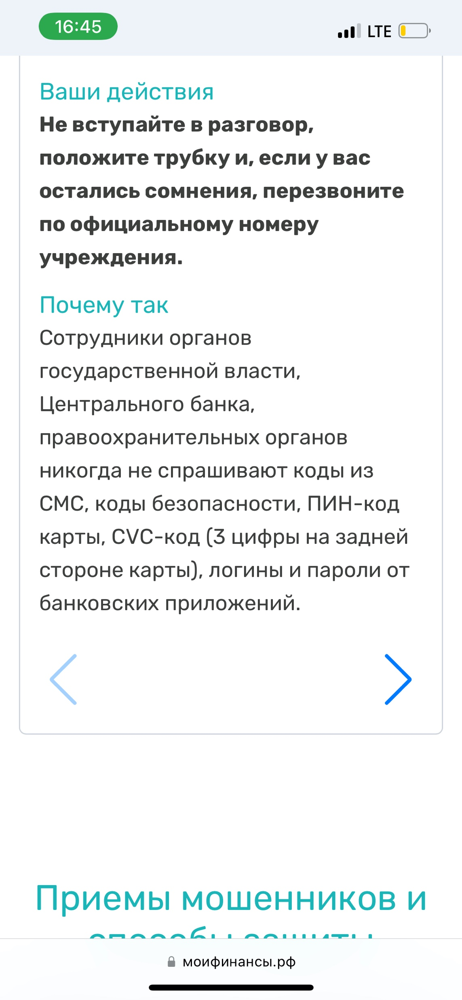 16:45
LTE
Ваши действия
Не вступайте в разговор,
положите трубку и, если у вас
остались сомнения, перезвоните
по официальному номеру
учреждения.
Почему так
Сотрудники органов
государственной власти,
Центрального банка,
правоохранительных органов
никогда не спрашивают коды из
СМС, коды безопасности, ПИН-код
карты, CVC-код (3 цифры на задней
стороне карты), логины и пароли от
банковских приложений.
Приемы мошенников и
способы защиты
моифинансы.рф